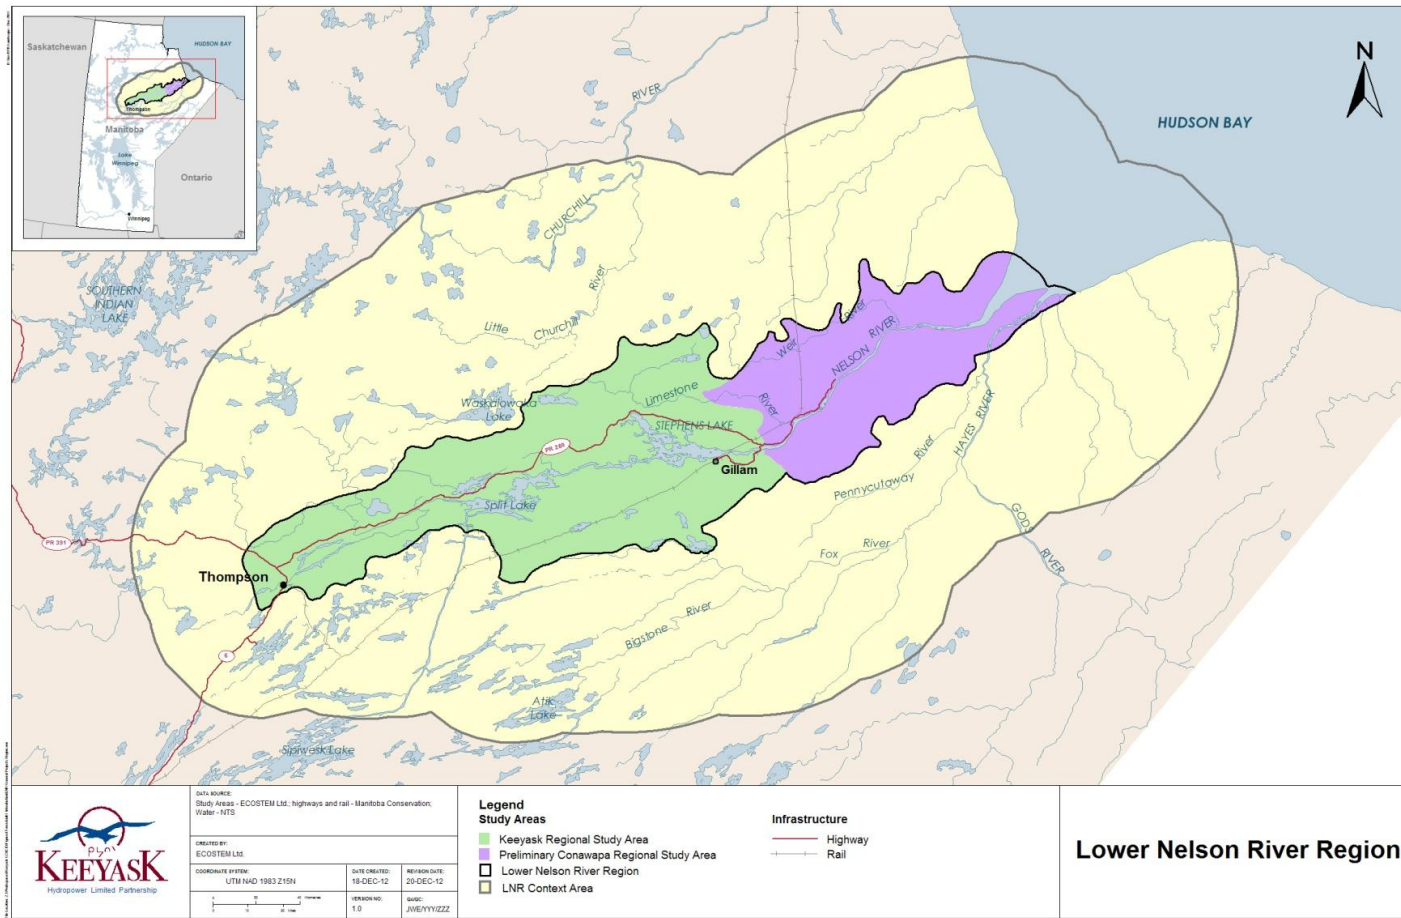 Saskatchewan
HUDSON BAY
Thompson
Manitoba
Lake
Winnipeg
Ontario
Winnipeg
N
HUDSON BAY
RIVER
CHURCHILL
River
Little
Churchill
SOUTHERN
INDIAN
LAKE
Weir
River
NELSON
RIVER
Limestone
River
Waskaiowaka
Lake
STEPHENS LAKE
PR 280
Gillam
Split Lake
HAYES
RIVER
Pennycutaway
River
GODS
RIVER
Fox
River
PR 391
Thompson
Bigstone
River
6
Atik
Lake
Sipiwesk Lake
KEEYASK
Hydropower Limited Partnership
DATA SOURCE:
Study Areas - ECOSTEM Ltd.; highways and rail - Manitoba Conservation;
Water - NTS
CREATED BY:
ECOSTEM Ltd.
COORDINATE SYSTEM:
UTM NAD 1983 Z15N
DATE CREATED:
18-DEC-12
REVISION DATE:
20-DEC-12
VERSION NO:
1.0
QA/QC:
JWE/YYY/ZZZ
Legend
Study Areas
Keeyask Regional Study Area
Preliminary Conawapa Regional Study Area
Lower Nelson River Region
LNR Context Area
Infrastructure
Highway
Rail
Lower Nelson River Region